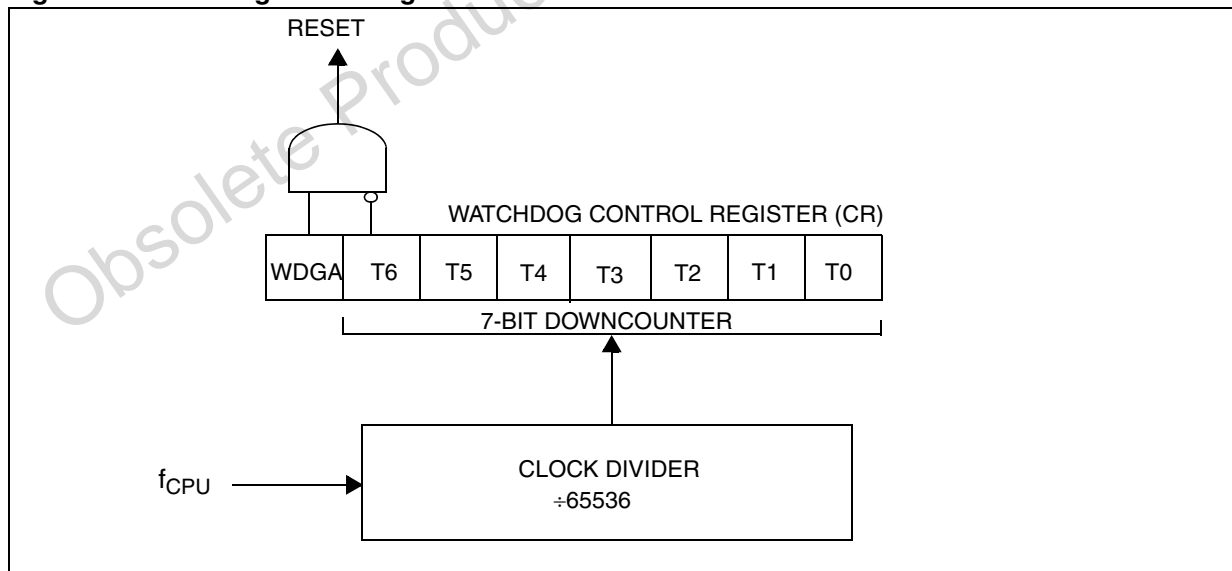 RESET
Obsolete Produc
WATCHDOG CONTROL REGISTER (CR)
WDGA T6 T5 T4 T3 T2 T1 T0
7-BIT DOWNCOUNTER
fCPU
CLOCK DIVIDER
÷65536